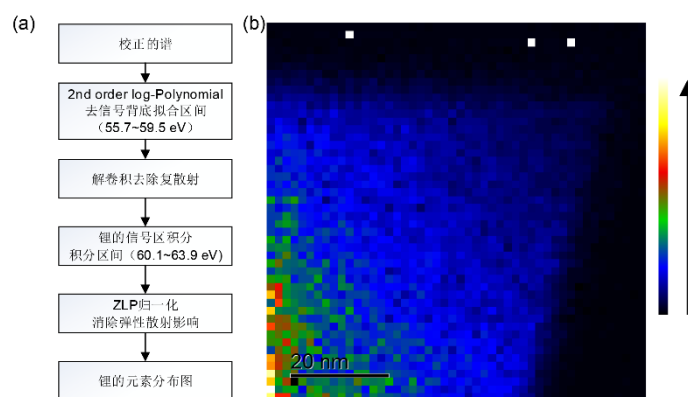 (a)
校正的谱
2nd order log-Polynomial
去信号背底拟合区间
（55.7~59.5 eV）
解卷积去除复散射
锂的信号区积分
积分区间（60.1~63.9 eV)
ZLP归一化
消除弹性散射影响
锂的元素分布图
(b)
20 nm